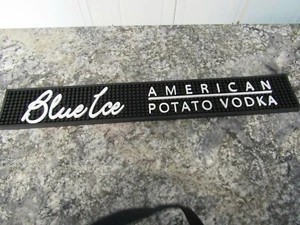 Blue Ice
AMERICAN
POTATO VODKA